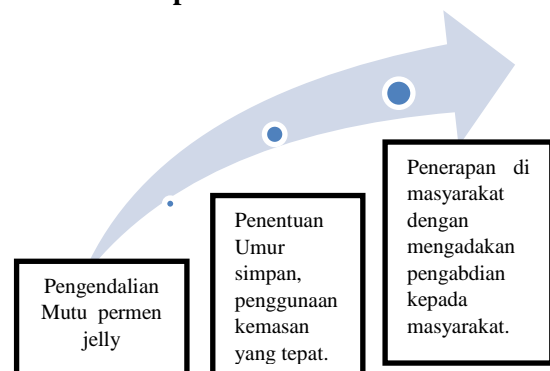 Pengendalian
Mutu permen
jelly
Penentuan
Umur
simpan,
penggunaan
kemasan
yang tepat.
Penerapan di
masyarakat
dengan
mengadakan
pengabdian
kepada
masyarakat.